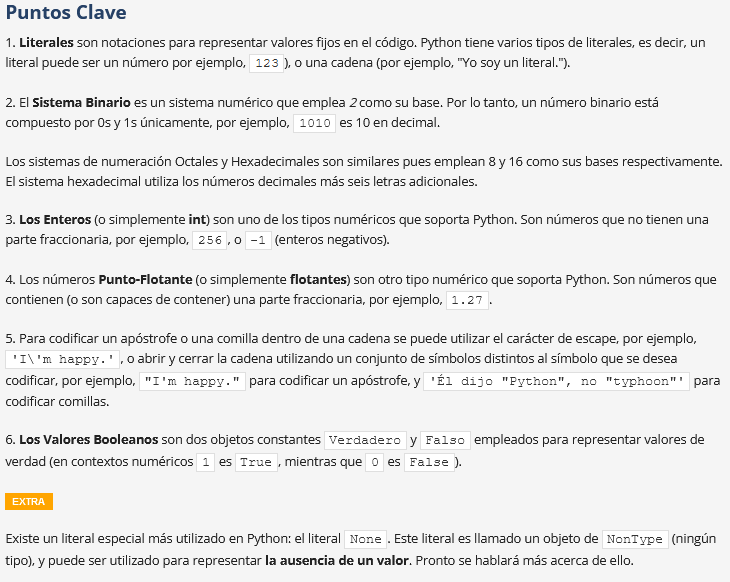 Puntos Clave
1. Literales son notaciones para representar valores fijos en el código. Python tiene varios tipos de literales, es decir, un
literal puede ser un número por ejemplo, 123 ), o una cadena (por ejemplo, "Yo soy un literal.").
2. El Sistema Binario es un sistema numérico que emplea 2 como su base. Por lo tanto, un número binario está
compuesto por 0s y 1s únicamente, por ejemplo, 1010 es 10 en decimal.
Los sistemas de numeración Octales y Hexadecimales son similares pues emplean 8 y 16 como sus bases respectivamente.
El sistema hexadecimal utiliza los números decimales más seis letras adicionales.
3. Los Enteros (o simplemente int) son uno de los tipos numéricos que soporta Python. Son números que no tienen una
parte fraccionaria, por ejemplo, 256 , o -1 (enteros negativos).
4. Los números Punto-Flotante (o simplemente flotantes) son otro tipo numérico que soporta Python. Son números que
contienen (o son capaces de contener) una parte fraccionaria, por ejemplo, 1.27 .
5. Para codificar un apóstrofe o una comilla dentro de una cadena se puede utilizar el carácter de escape, por ejemplo,
'I\'m happy.' , o abrir y cerrar la cadena utilizando un conjunto de símbolos distintos al símbolo que se desea
codificar, por ejemplo, "I'm happy." para codificar un apóstrofe, y 'Él dijo "Python", no "typhoon"' para
codificar comillas.
6. Los Valores Booleanos son dos objetos constantes Verdadero y Falso empleados para representar valores de
verdad (en contextos numéricos 1 es True , mientras que 0 es False ).
EXTRA
Existe un literal especial más utilizado en Python: el literal None . Este literal es llamado un objeto de NonType (ningún
tipo), y puede ser utilizado para representar la ausencia de un valor. Pronto se hablará más acerca de ello.